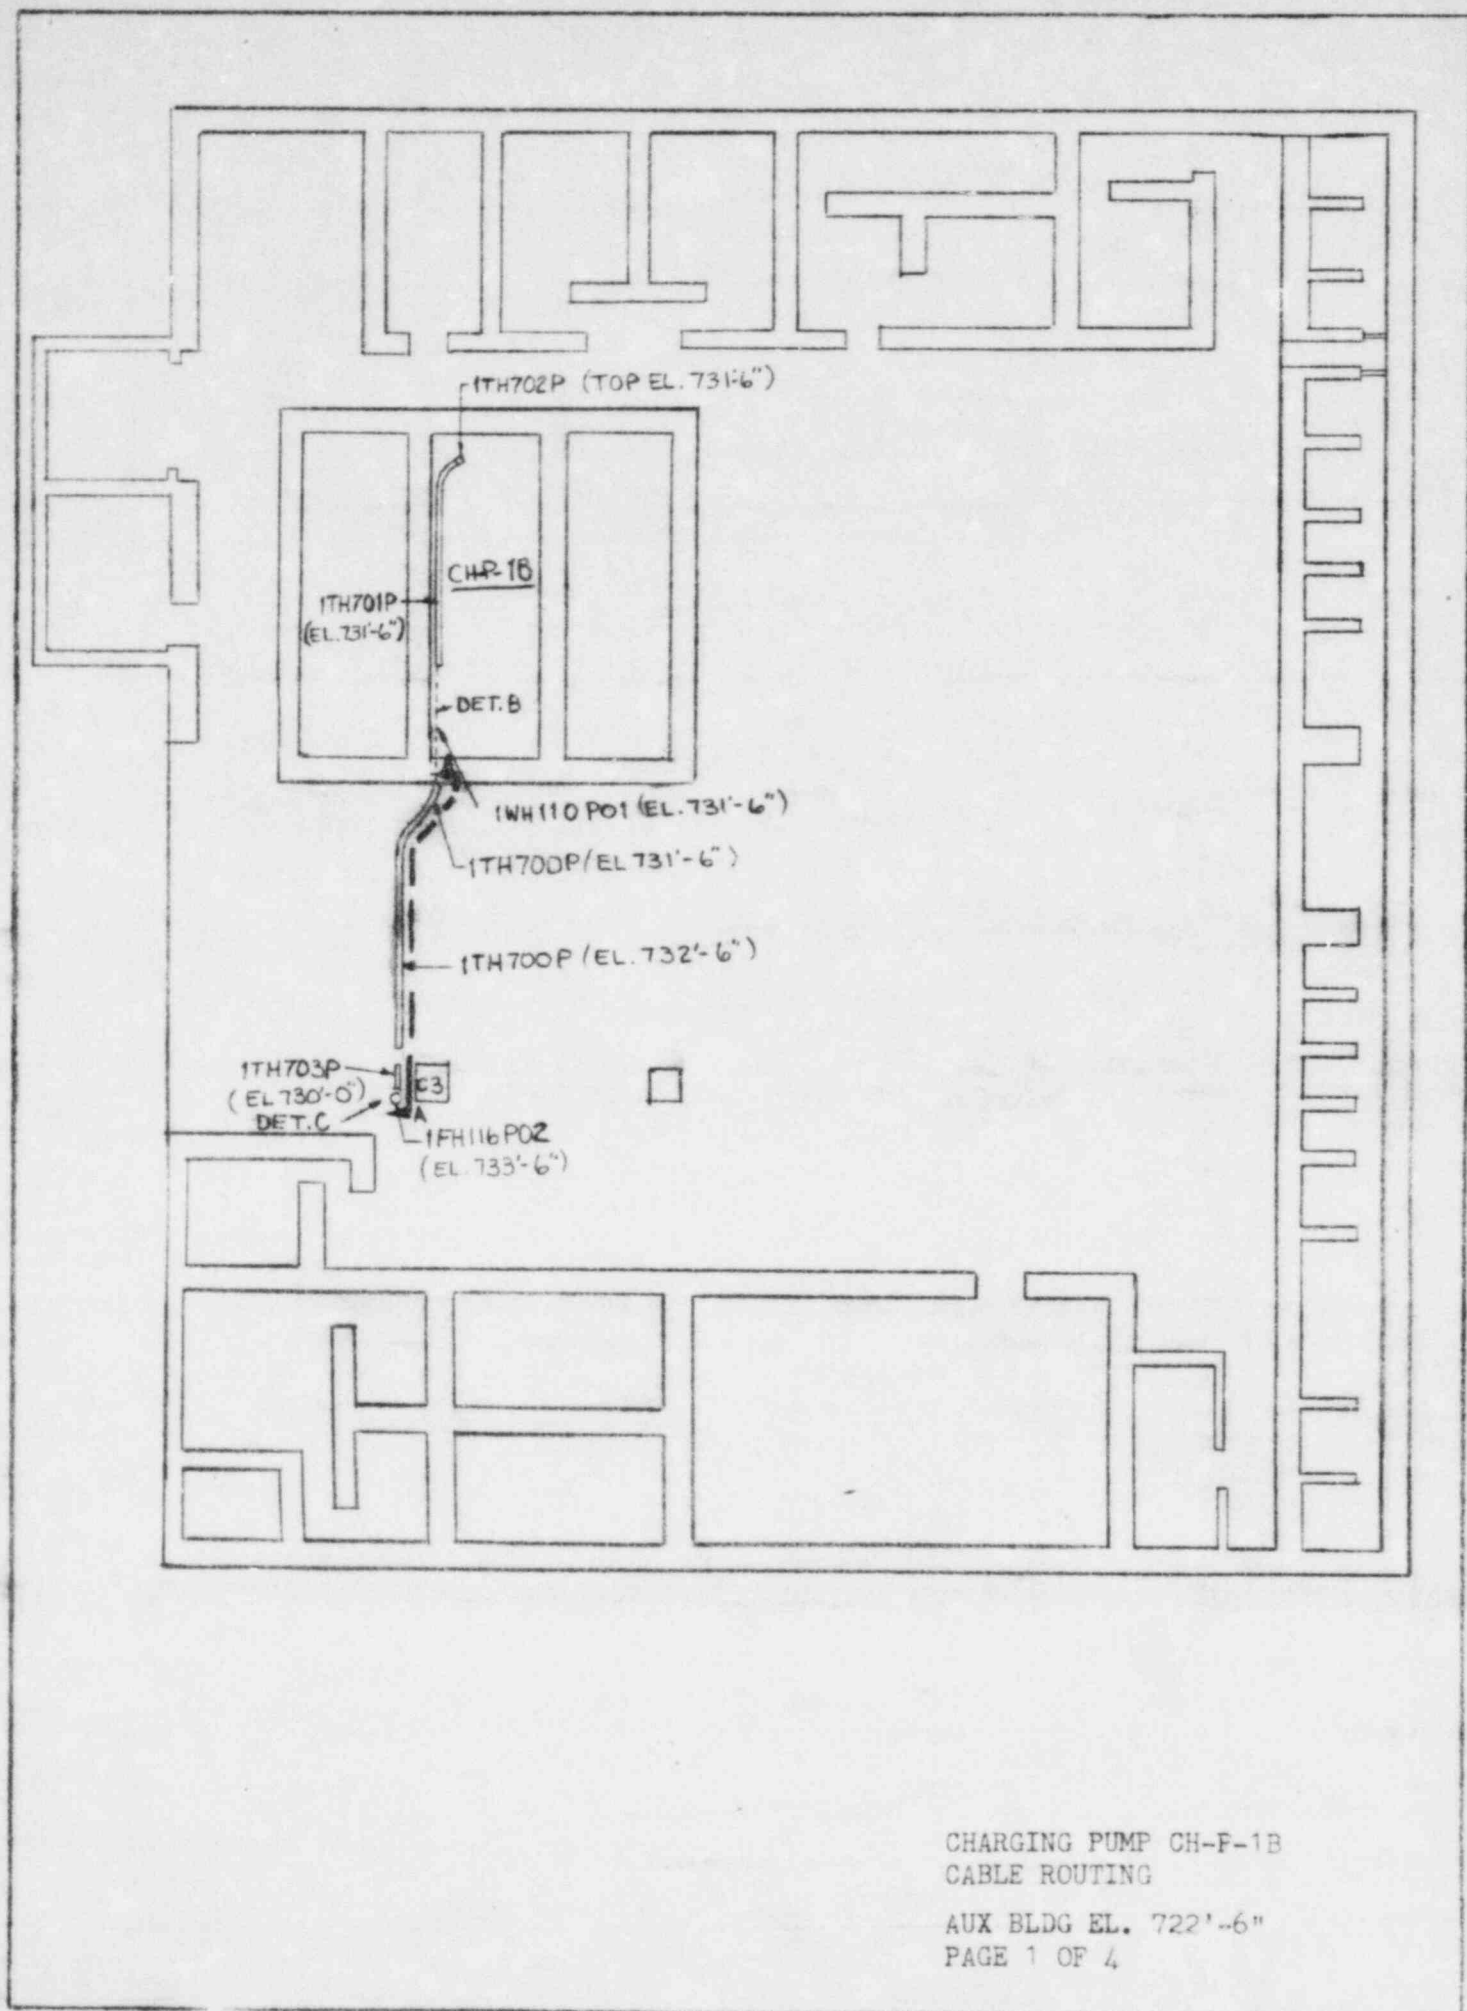 1TH702P (TOP EL. 731'-6")
CH-P-1B
1TH701P
(EL. 731'-6")
DET. B
1WH110P01 (EL. 731'-6")
1TH700P (EL 731'-6")
1TH700P (EL. 732'-6")
1TH703P
(EL 730'-0")
DET. C
C3
C
A
1FH116P02
(EL. 733'-6")
CHARGING PUMP CH-P-1B
CABLE ROUTING
AUX BLDG EL. 722'-6"
PAGE 1 OF 4